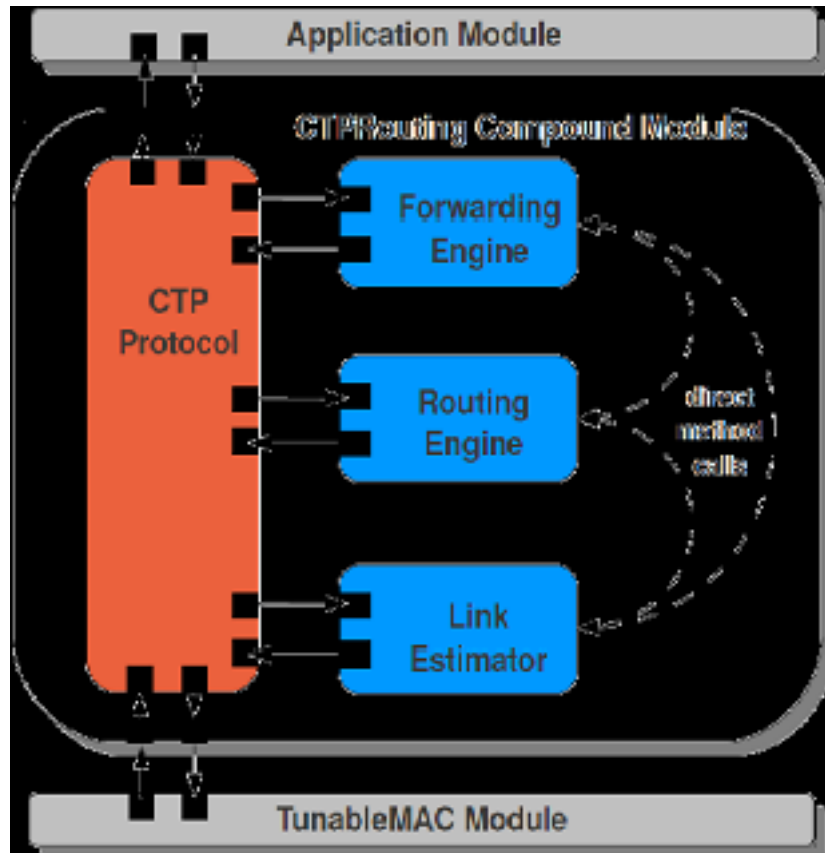 Application Module
CTPRouting Compound Module
Forwarding
Engine
CTP
Protocol
Routing
Engine
direct
method
calls
Link
Estimator
TunableMAC Module